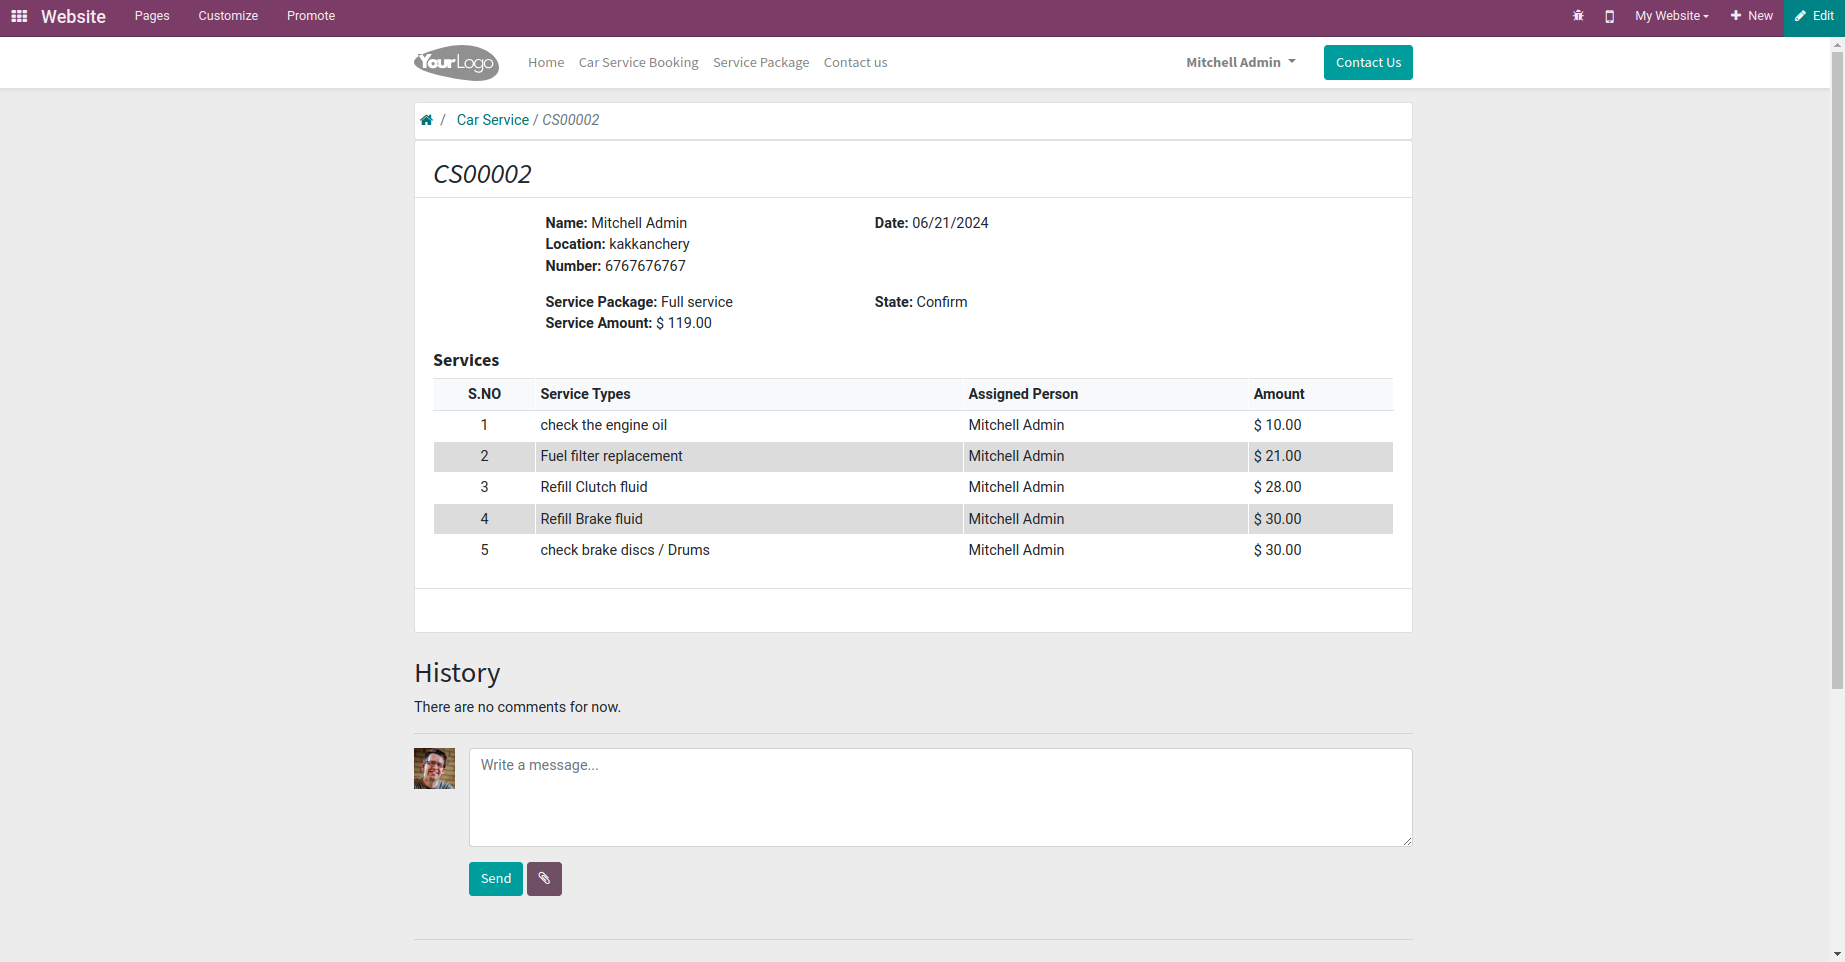 Website Pages Customize Promote My Website New Edit
YourLogo Home Car Service Booking Service Package Contact us Mitchell Admin Contact Us
/ Car Service / CS00002
CS00002
Name: Mitchell Admin Date: 06/21/2024
Location: kakkanchery
Number: 6767676767
Service Package: Full service State: Confirm
Service Amount: $ 119.00
Services
S.NO Service Types Assigned Person Amount
1 check the engine oil Mitchell Admin $ 10.00
2 Fuel filter replacement Mitchell Admin $ 21.00
3 Refill Clutch fluid Mitchell Admin $ 28.00
4 Refill Brake fluid Mitchell Admin $ 30.00
5 check brake discs / Drums Mitchell Admin $ 30.00
History
There are no comments for now.
Write a message...
Send